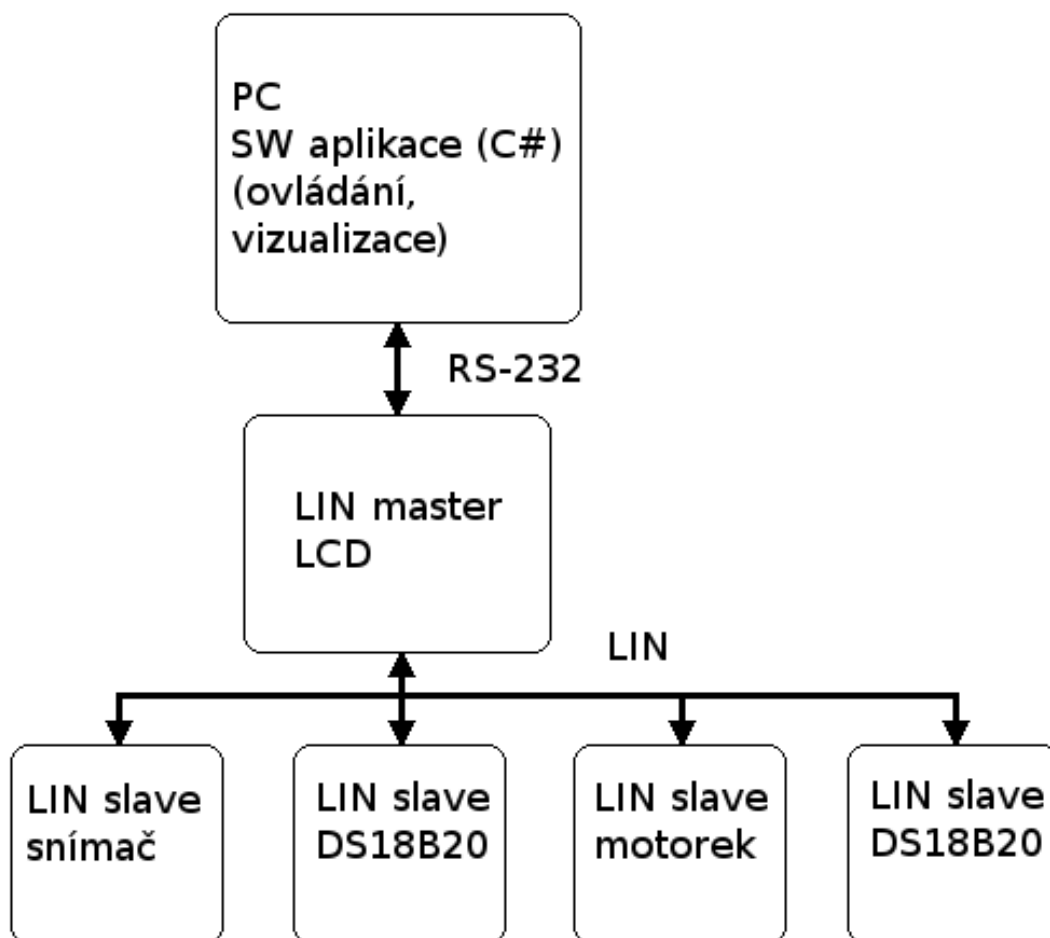 PC
SW aplikace (C#)
(ovládání,
vizualizace)
RS-232
LIN master
LCD
LIN
LIN slave
snímač
LIN slave
DS18B20
LIN slave
motorek
LIN slave
DS18B20